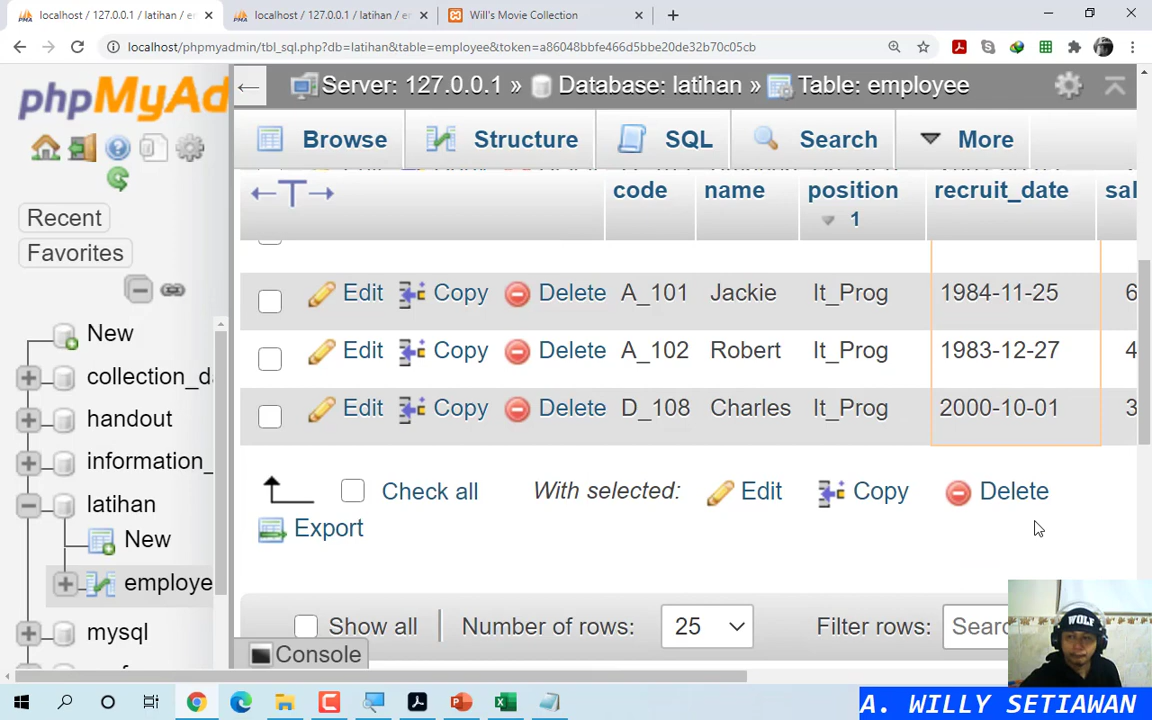 localhost / 127.0.0.1 / latihan / e
localhost / 127.0.0.1 / latihan / e
Will's Movie Collection
localhost/phpmyadmin/tbl_sql.php?db=latihan&table=employee&token=a86048bbfe466d5bbe20de32b70c05cb
phpMyAd
Server: 127.0.0.1 » Database: latihan » Table: employee
Browse Structure SQL Search More
code name position recruit_date sal
1
Recent
Favorites
New
collection_d
handout
information_
latihan
New
employe
mysql
Edit Copy Delete A_101 Jackie It_Prog 1984-11-25 6
Edit Copy Delete A_102 Robert It_Prog 1983-12-27 4
Edit Copy Delete D_108 Charles It_Prog 2000-10-01 3
Check all With selected: Edit Copy Delete
Export
Show all Number of rows: 25 Filter rows: Searc
Console
WOLF
A. WILLY SETIAWAN